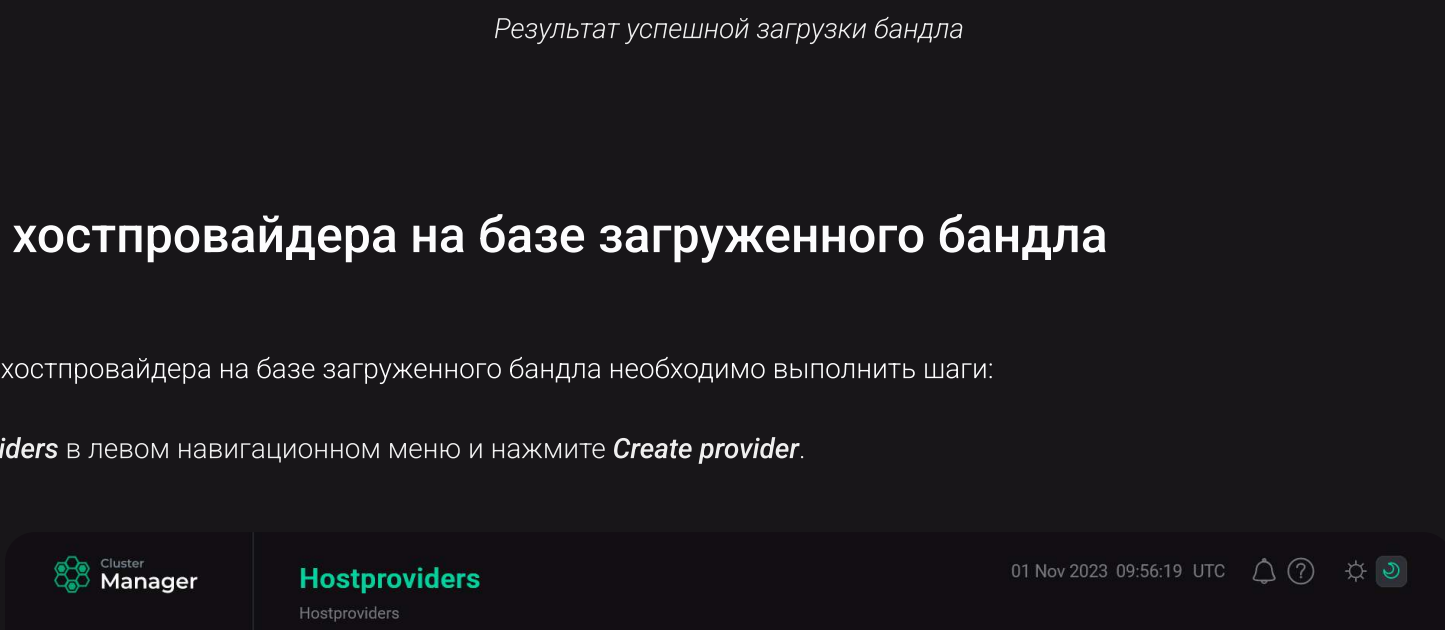 Результат успешной загрузки бандла
хостпровайдера на базе загруженного бандла
хостпровайдера на базе загруженного бандла необходимо выполнить шаги:
iders в левом навигационном меню и нажмите Create provider.
Cluster
Manager
Hostproviders
01 Nov 2023 09:56:19 UTC
Hostproviders